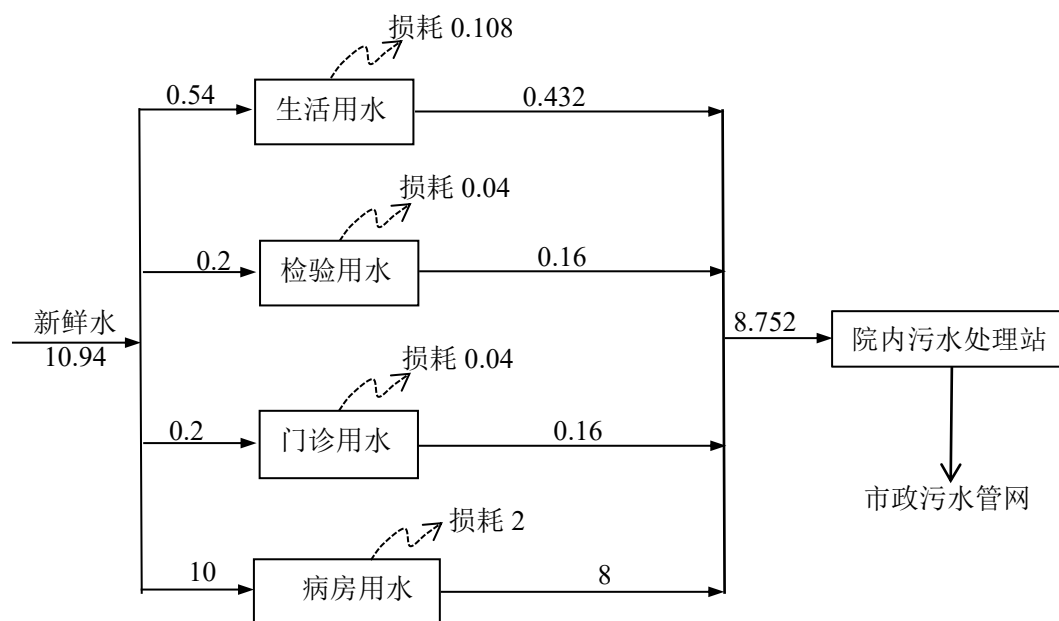 损耗 0.108
0.54
生活用水
0.432
损耗 0.04
0.2
检验用水
0.16
新鲜水
10.94
8.752
院内污水处理站
损耗 0.04
0.2
门诊用水
0.16
市政污水管网
损耗 2
10
病房用水
8